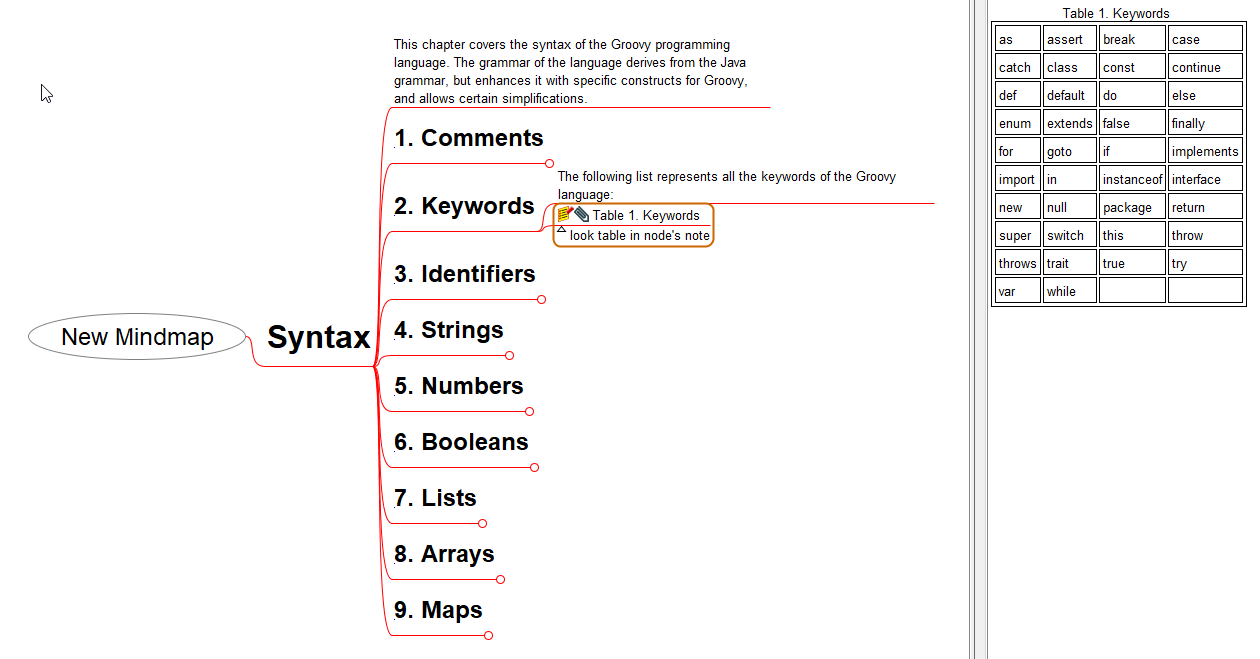 This chapter covers the syntax of the Groovy programming
language. The grammar of the language derives from the Java
grammar, but enhances it with specific constructs for Groovy,
and allows certain simplifications.
1. Comments
The following list represents all the keywords of the Groovy
language:
2. Keywords
Table 1. Keywords
look table in node's note
3. Identifiers
New Mindmap
Syntax
4. Strings
5. Numbers
6. Booleans
7. Lists
8. Arrays
9. Maps
Table 1. Keywords
as assert break case
catch class const continue
def default do else
enum extends false finally
for goto if implements
import in instanceof interface
new null package return
super switch this throw
throws trait true try
var while